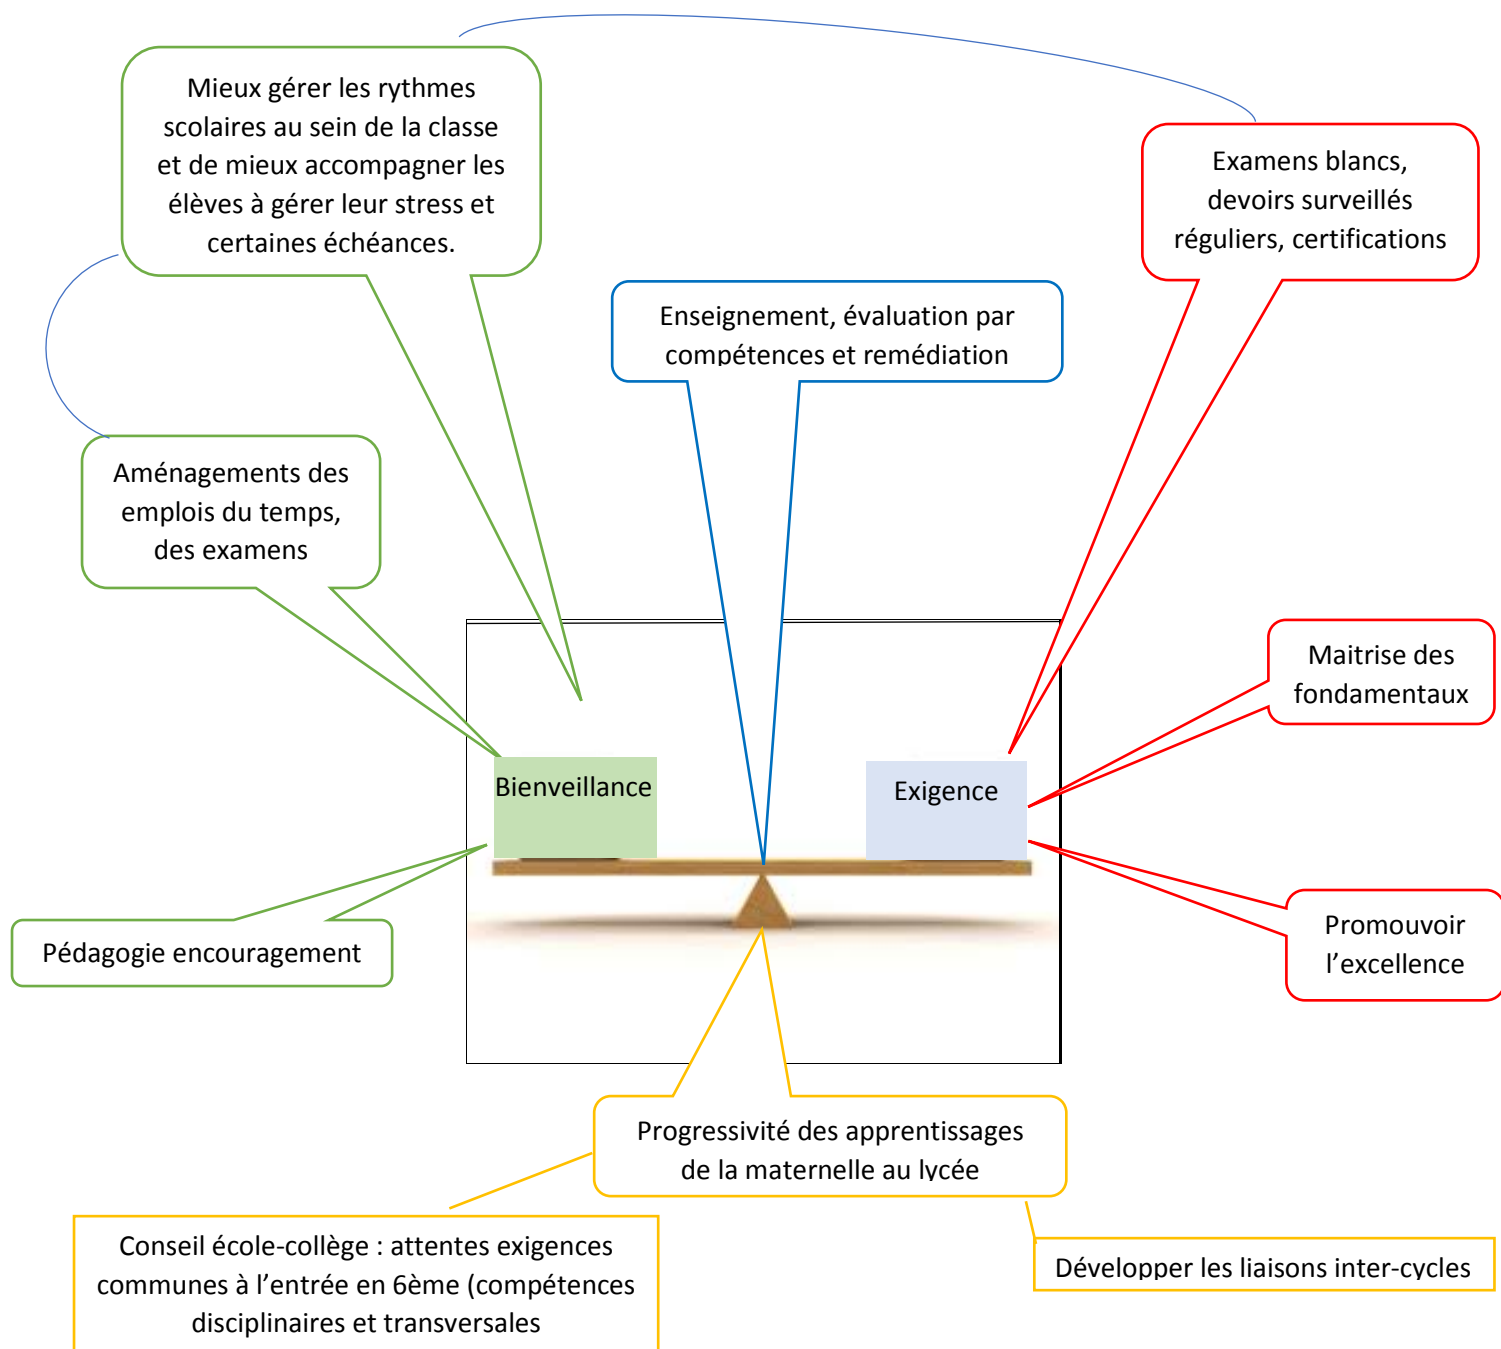 Mieux gérer les rythmes
scolaires au sein de la classe
et de mieux accompagner les
élèves à gérer leur stress et
certaines échéances.
Examens blancs,
devoirs surveillés
réguliers, certifications
Enseignement, évaluation par
compétences et remédiation
Aménagements des
emplois du temps,
des examens
Maitrise des
fondamentaux
Bienveillance
Exigence
Pédagogie encouragement
Promouvoir
l’excellence
Progressivité des apprentissages
de la maternelle au lycée
Conseil école-collège : attentes exigences
communes à l’entrée en 6ème (compétences
disciplinaires et transversales
Développer les liaisons inter-cycles